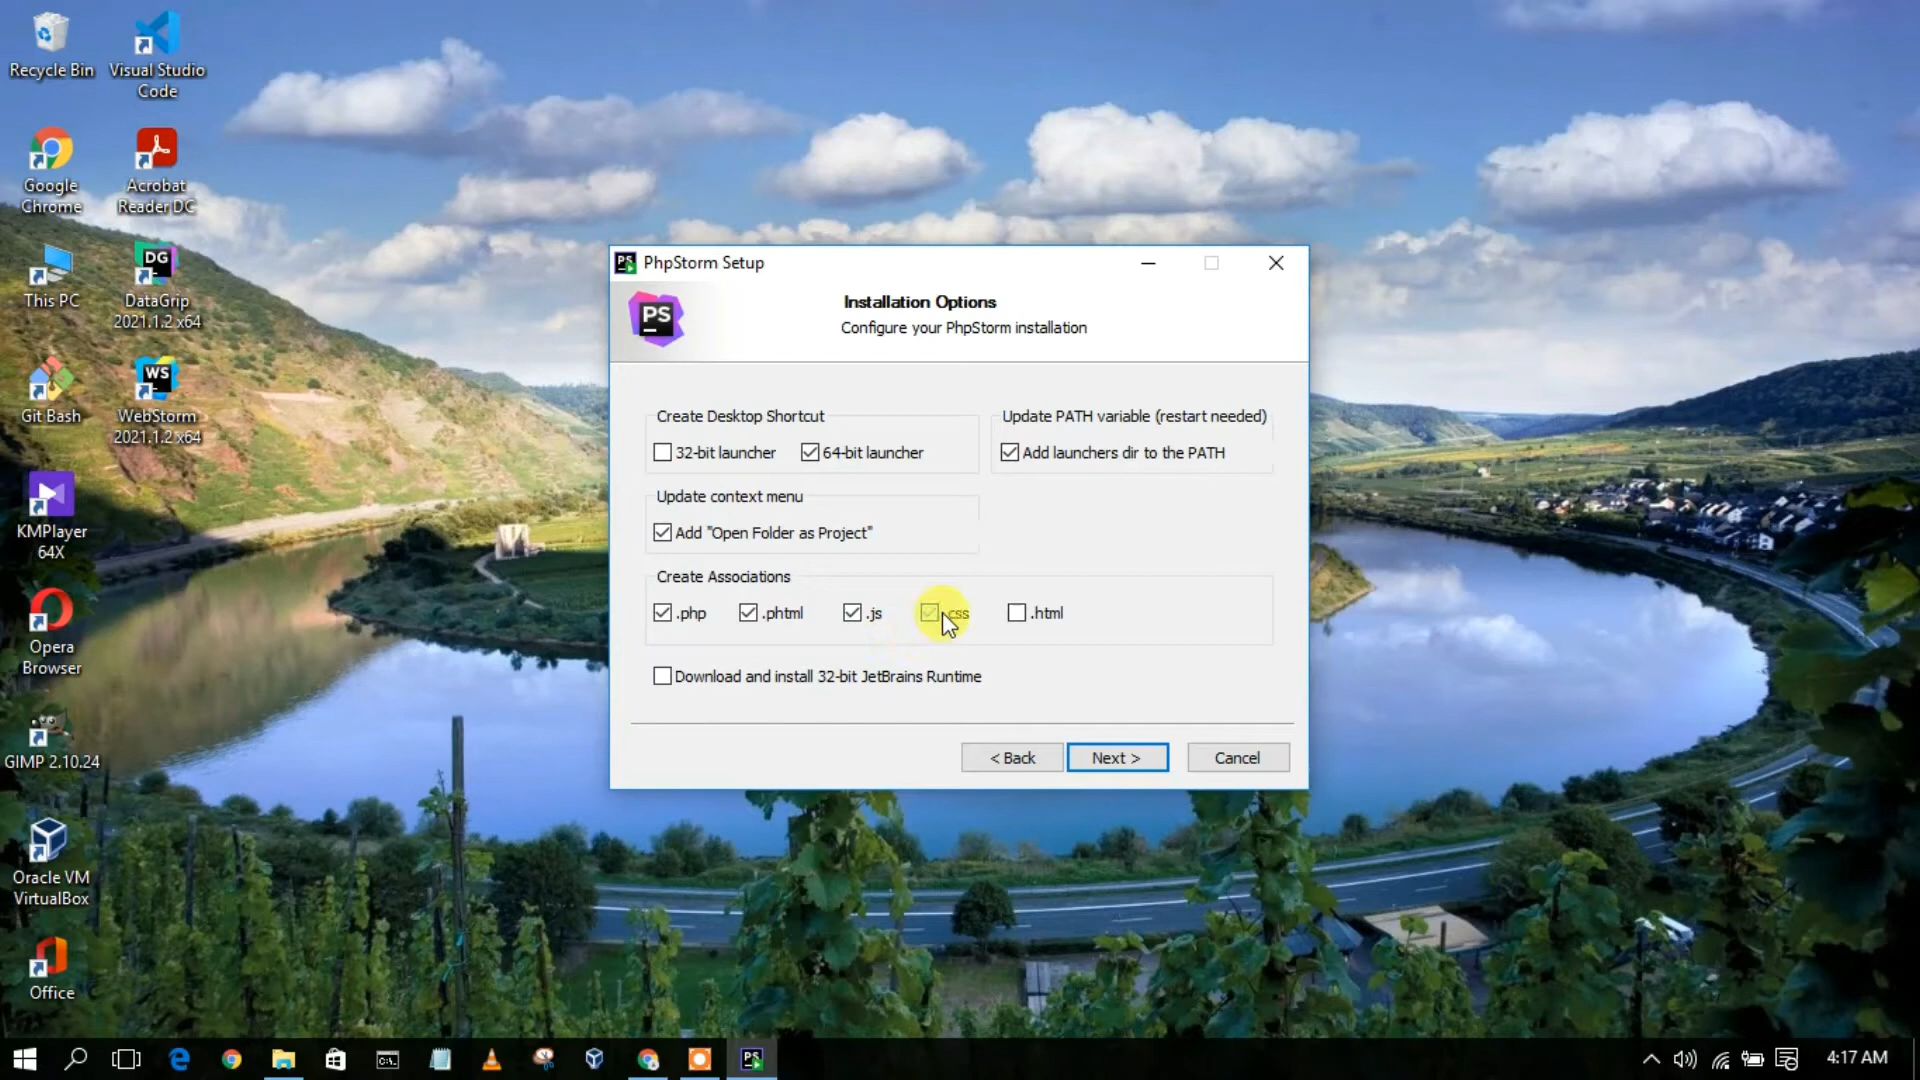 Recycle Bin
Visual Studio
Code
Google
Chrome
Acrobat
Reader DC
This PC
DG
DataGrip
2021.1.2 x64
Git Bash
WS
WebStorm
2021.1.2 x64
KMPlayer
64X
Opera
Browser
GIMP 2.10.24
Oracle VM
VirtualBox
Office
PS
PhpStorm Setup
PS
Installation Options
Configure your PhpStorm installation
Create Desktop Shortcut
32-bit launcher
64-bit launcher
Update PATH variable (restart needed)
Add launchers dir to the PATH
Update context menu
Add "Open Folder as Project"
Create Associations
.php
.phtml
.js
.css
.html
Download and install 32-bit JetBrains Runtime
< Back
Next >
Cancel
C:\
PS
4:17 AM